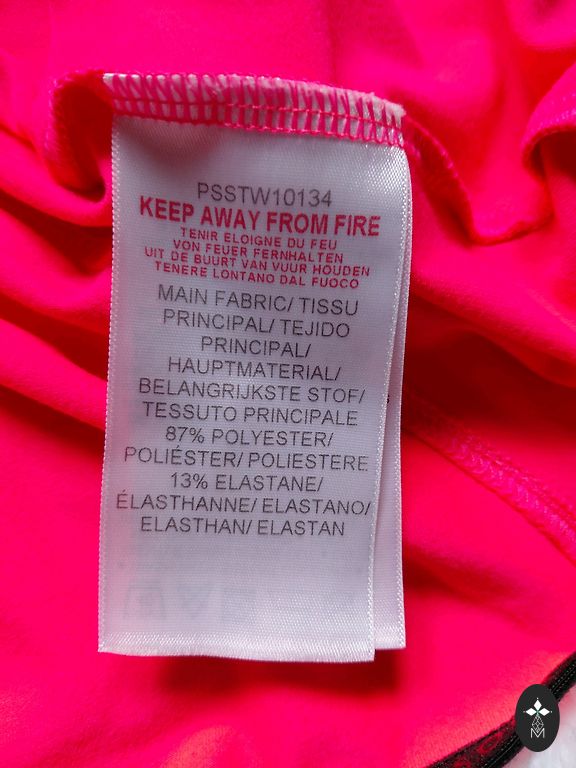 PSSTW10134
KEEP AWAY FROM FIRE
TENIR ELOIGNE DU FEU
VON FEUER FERNHALTEN
UIT DE BUURT VAN VUUR HOUDEN
TENERE LONTANO DAL FUOCO
MAIN FABRIC/ TISSU
PRINCIPAL/ TEJIDO
PRINCIPAL/
HAUPTMATERIAL/
BELANGRIJKSTE STOF/
TESSUTO PRINCIPALE
87% POLYESTER/
POLIÉSTER/ POLIESTERE
13% ELASTANE/
ÉLASTHANNE/ ELASTANO/
ELASTHAN/ ELASTAN
M